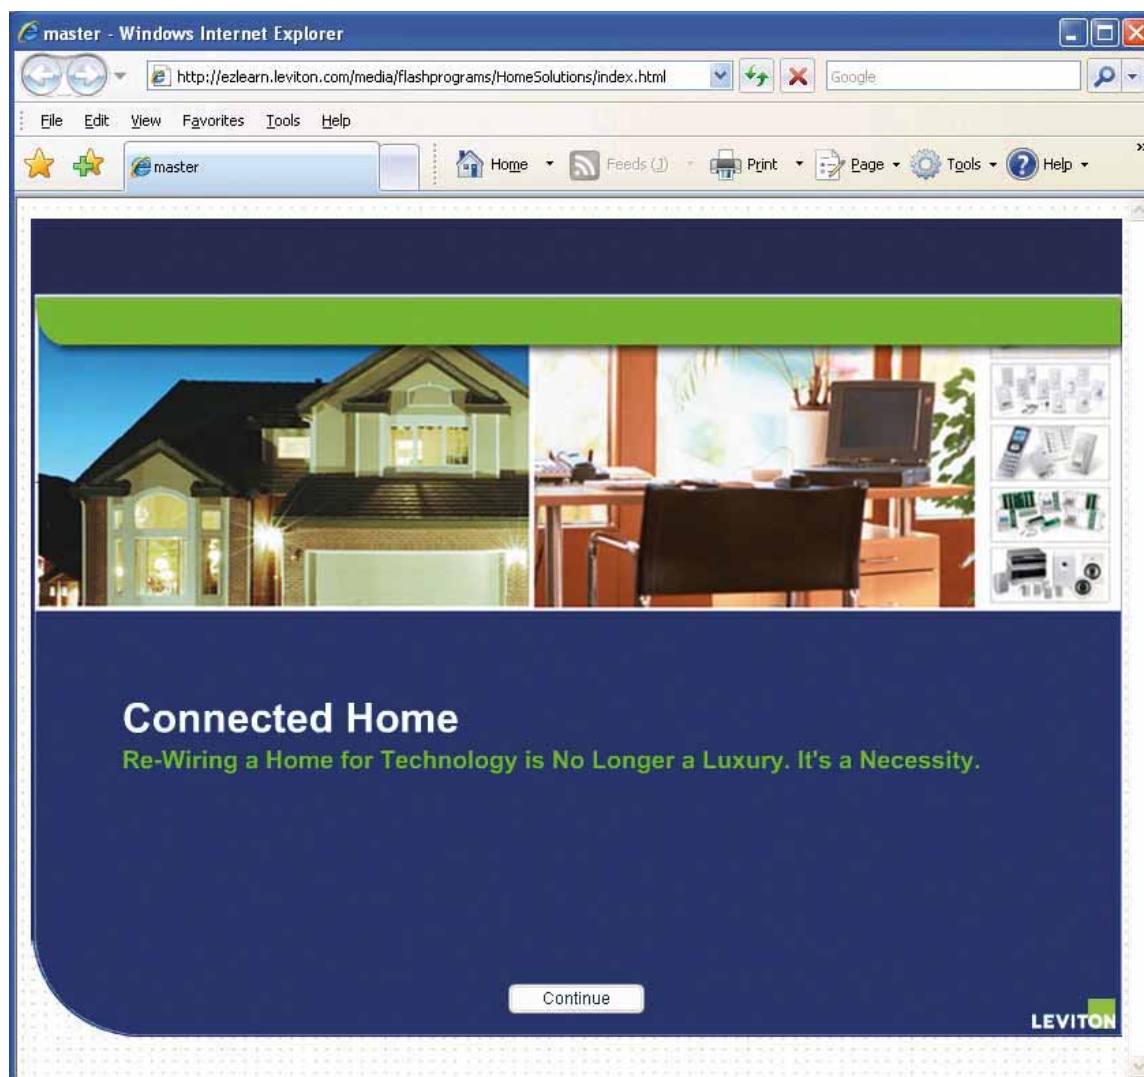 master - Windows Internet Explorer
http://ezlearn.leviton.com/media/flashprograms/HomeSolutions/index.html
Google
File Edit View Favorites Tools Help
master
Home Feeds (J) Print Page Tools Help
Connected Home
Re-Wiring a Home for Technology is No Longer a Luxury. It's a Necessity.
Continue
LEVITON